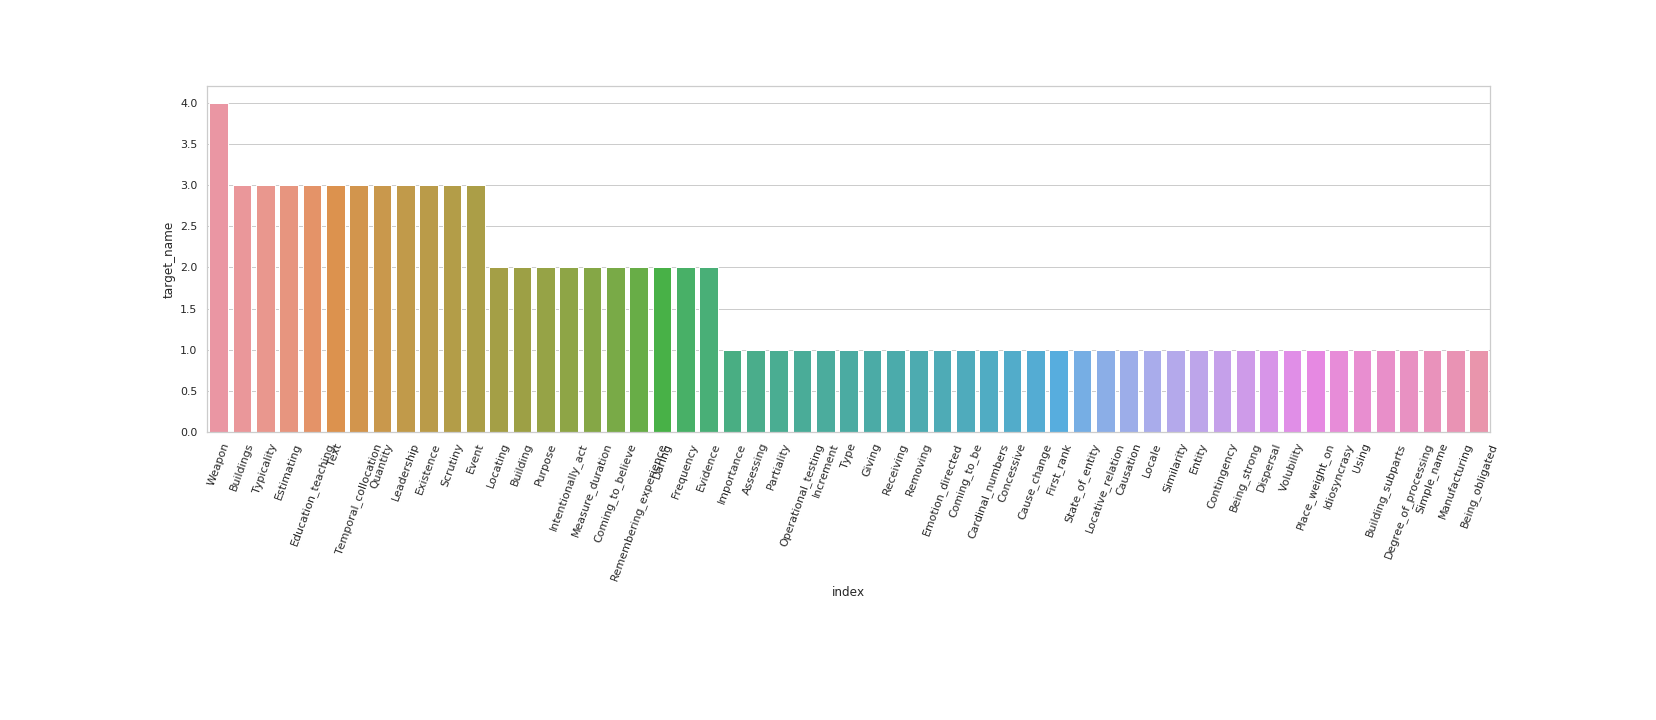 4.0
3.5
3.0
2.5
2.0
1.5
1.0
0.5
0.0
target_name
Weapon
Buildings
Typicality
Estimating
Education_teaching
Text
Temporal_collocation
Quantity
Leadership
Existence
Scrutiny
Event
Locating
Building
Purpose
Intentionally_act
Measure_duration
Coming_to_believe
Remembering_experience
Daring
Frequency
Evidence
Importance
Assessing
Partiality
Operational_testing
Increment
Type
Giving
Receiving
Removing
Emotion_directed
Coming_to_be
Cardinal_numbers
Concessive
Cause_change
First_rank
State_of_entity
Locative_relation
Causation
Locale
Similarity
Entity
Contingency
Being_strong
Dispersal
Volubility
Place_weight_on
Idiosyncrasy
Using
Building_subparts
Degree_of_processing
Simple_name
Manufacturing
Being_obligated
index